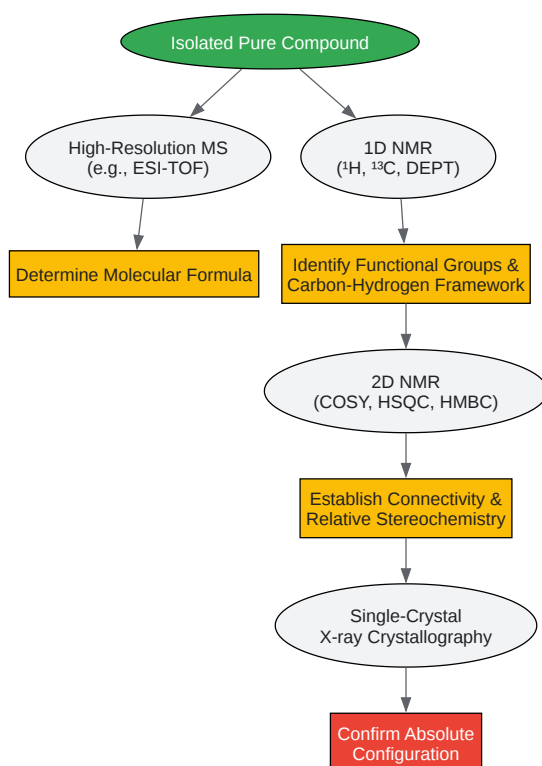 Isolated Pure Compound
High-Resolution MS
(e.g., ESI-TOF)
1D NMR
(¹H, ¹³C, DEPT)
Determine Molecular Formula
Identify Functional Groups &
Carbon-Hydrogen Framework
2D NMR
(COSY, HSQC, HMBC)
Establish Connectivity &
Relative Stereochemistry
Single-Crystal
X-ray Crystallography
Confirm Absolute
Configuration